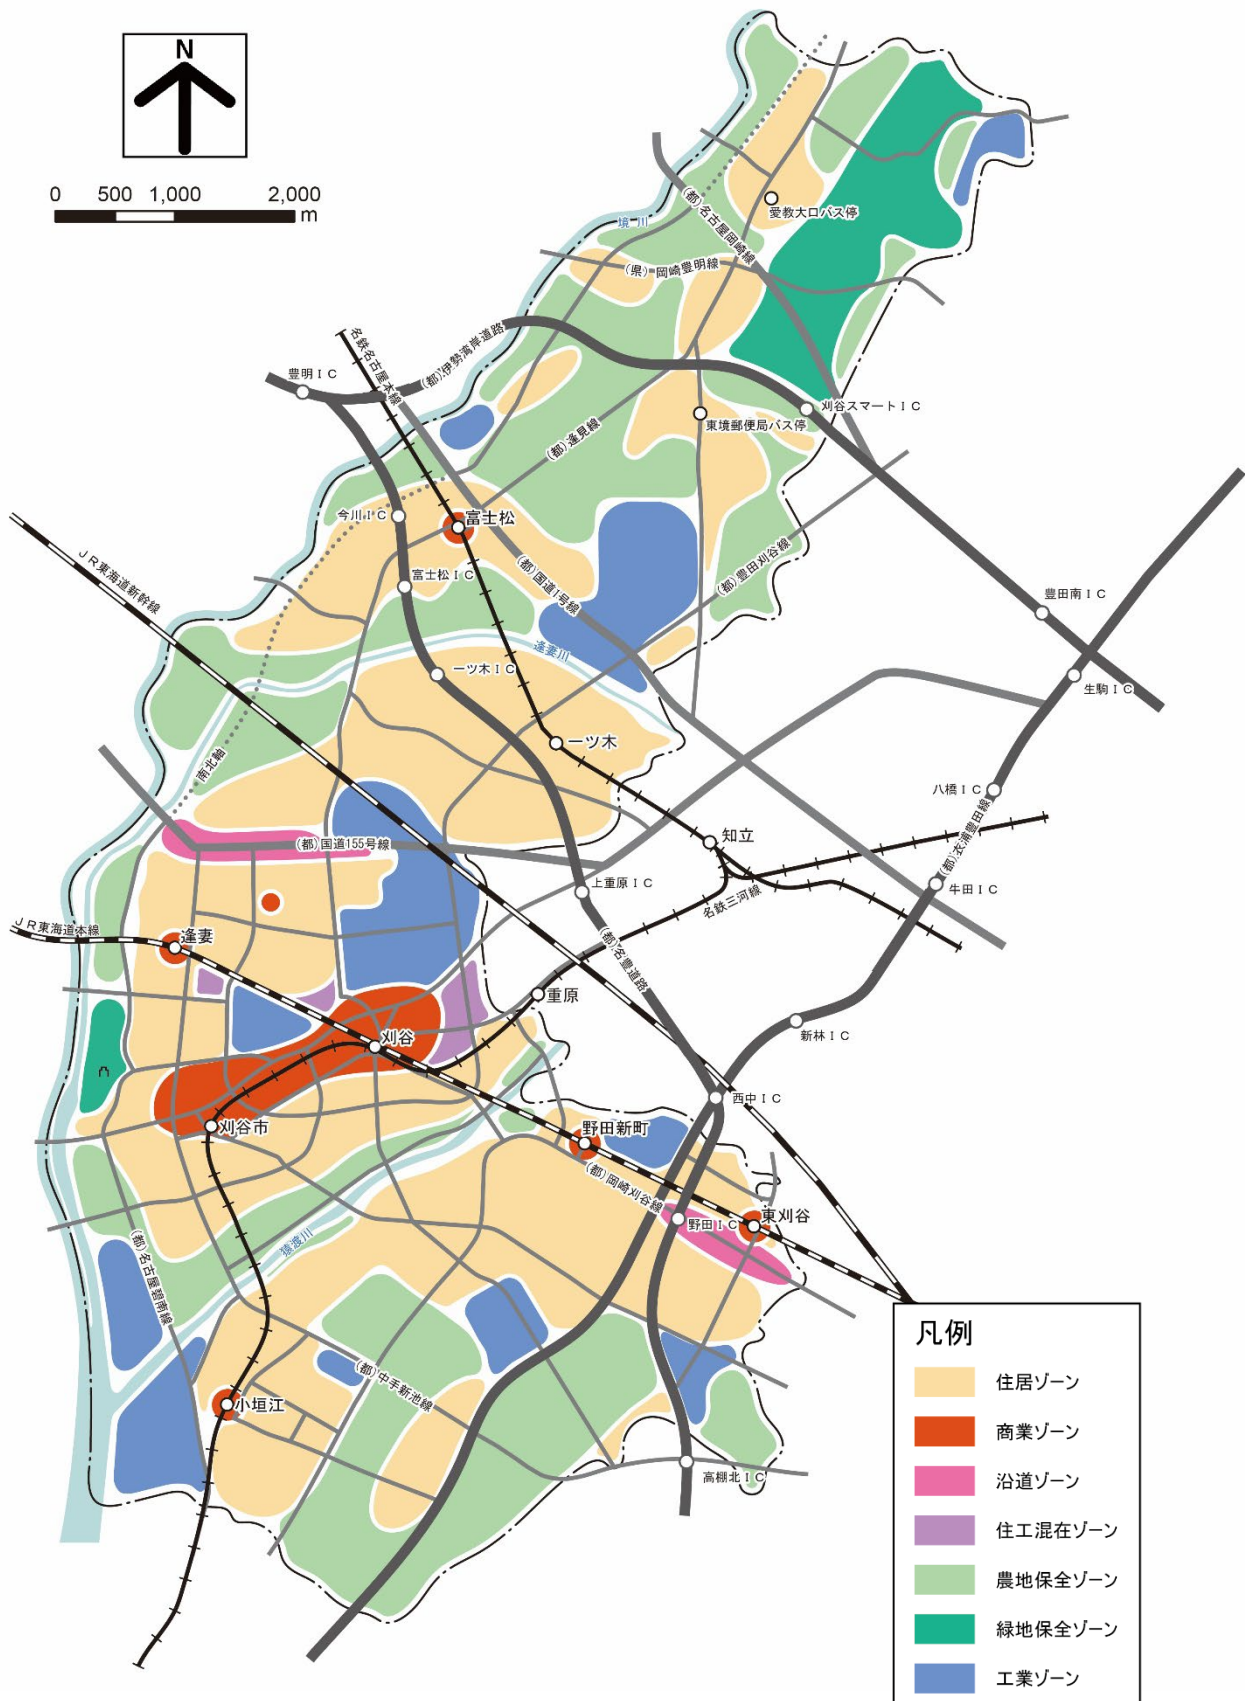 N
0 500 1,000 2,000
m
愛教大口バス停
境川
(都)名古屋岡崎線
(県)岡崎豊明線
名鉄名古屋本線
(都)伊勢湾岸道路
豊明IC
刈谷スマートIC
東境郵便局バス停
(都)逢見線
今川IC
富士松
JR東海道新幹線
富士松IC
(都)国道1号線
(都)豊田刈谷線
豊田南IC
逢妻川
一ツ木IC
生駒IC
一ツ木
南北軸
八橋IC
知立
(都)国道155号線
(都)衣浦豊田線
上重原IC
牛田IC
名鉄三河線
JR東海道本線
逢妻
(都)名豊道路
重原
新林IC
刈谷
西中IC
刈谷市
野田新町
(都)岡崎刈谷線
野田IC
東刈谷
猿渡川
(都)名古屋碧南線
(都)中手新池線
小垣江
高棚北IC
凡例
住居ゾーン
商業ゾーン
沿道ゾーン
住工混在ゾーン
農地保全ゾーン
緑地保全ゾーン
工業ゾーン